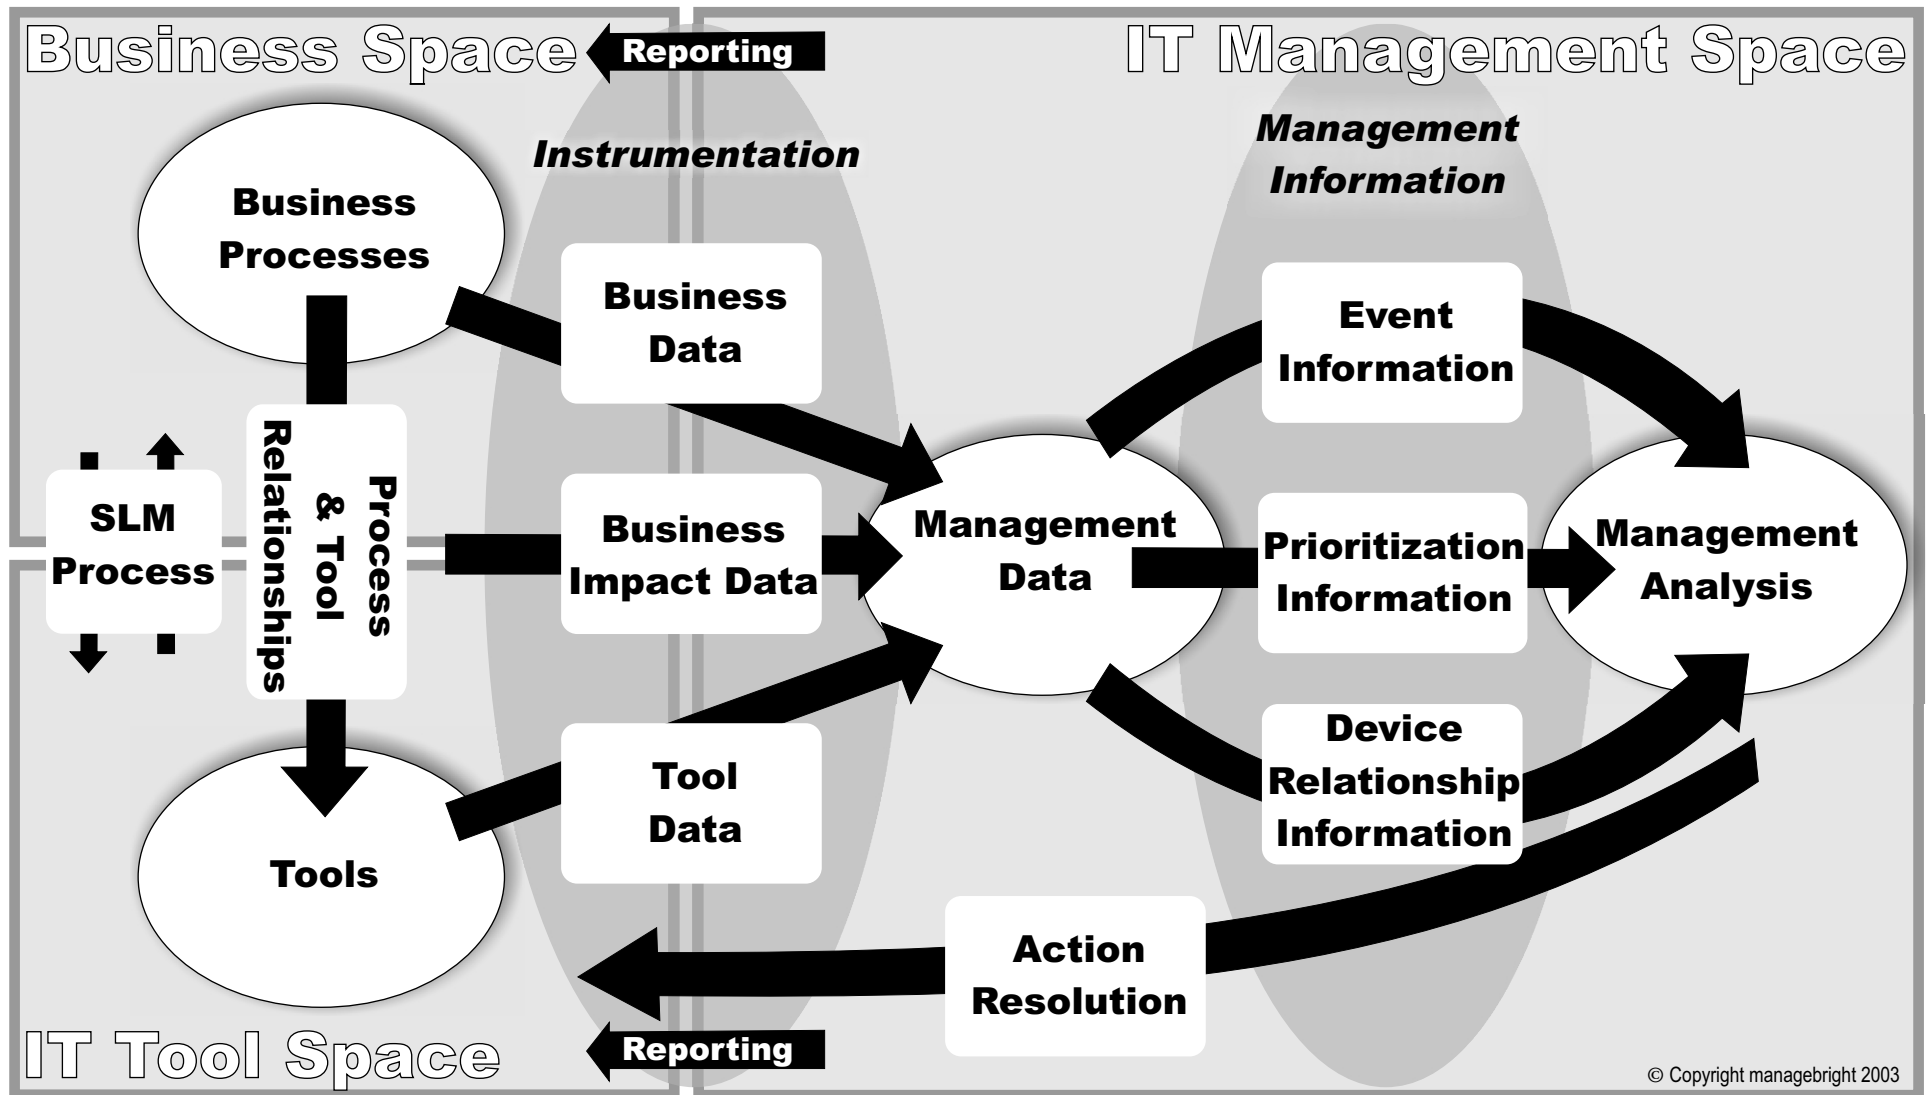 Business Space
Reporting
IT Management Space
Instrumentation
Management
Information
Business
Processes
Business
Data
Event
Information
SLM
Process
Process
& Tool
Relationships
Business
Impact Data
Management
Data
Prioritization
Information
Management
Analysis
Tool
Data
Device
Relationship
Information
Tools
Action
Resolution
IT Tool Space
Reporting
© Copyright managebright 2003